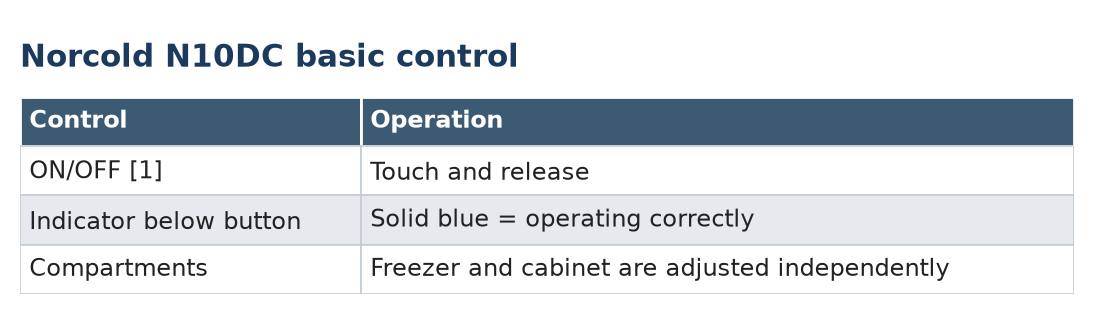 Norcold N10DC basic control
Control Operation
ON/OFF [1] Touch and release
Indicator below button Solid blue = operating correctly
Compartments Freezer and cabinet are adjusted independently